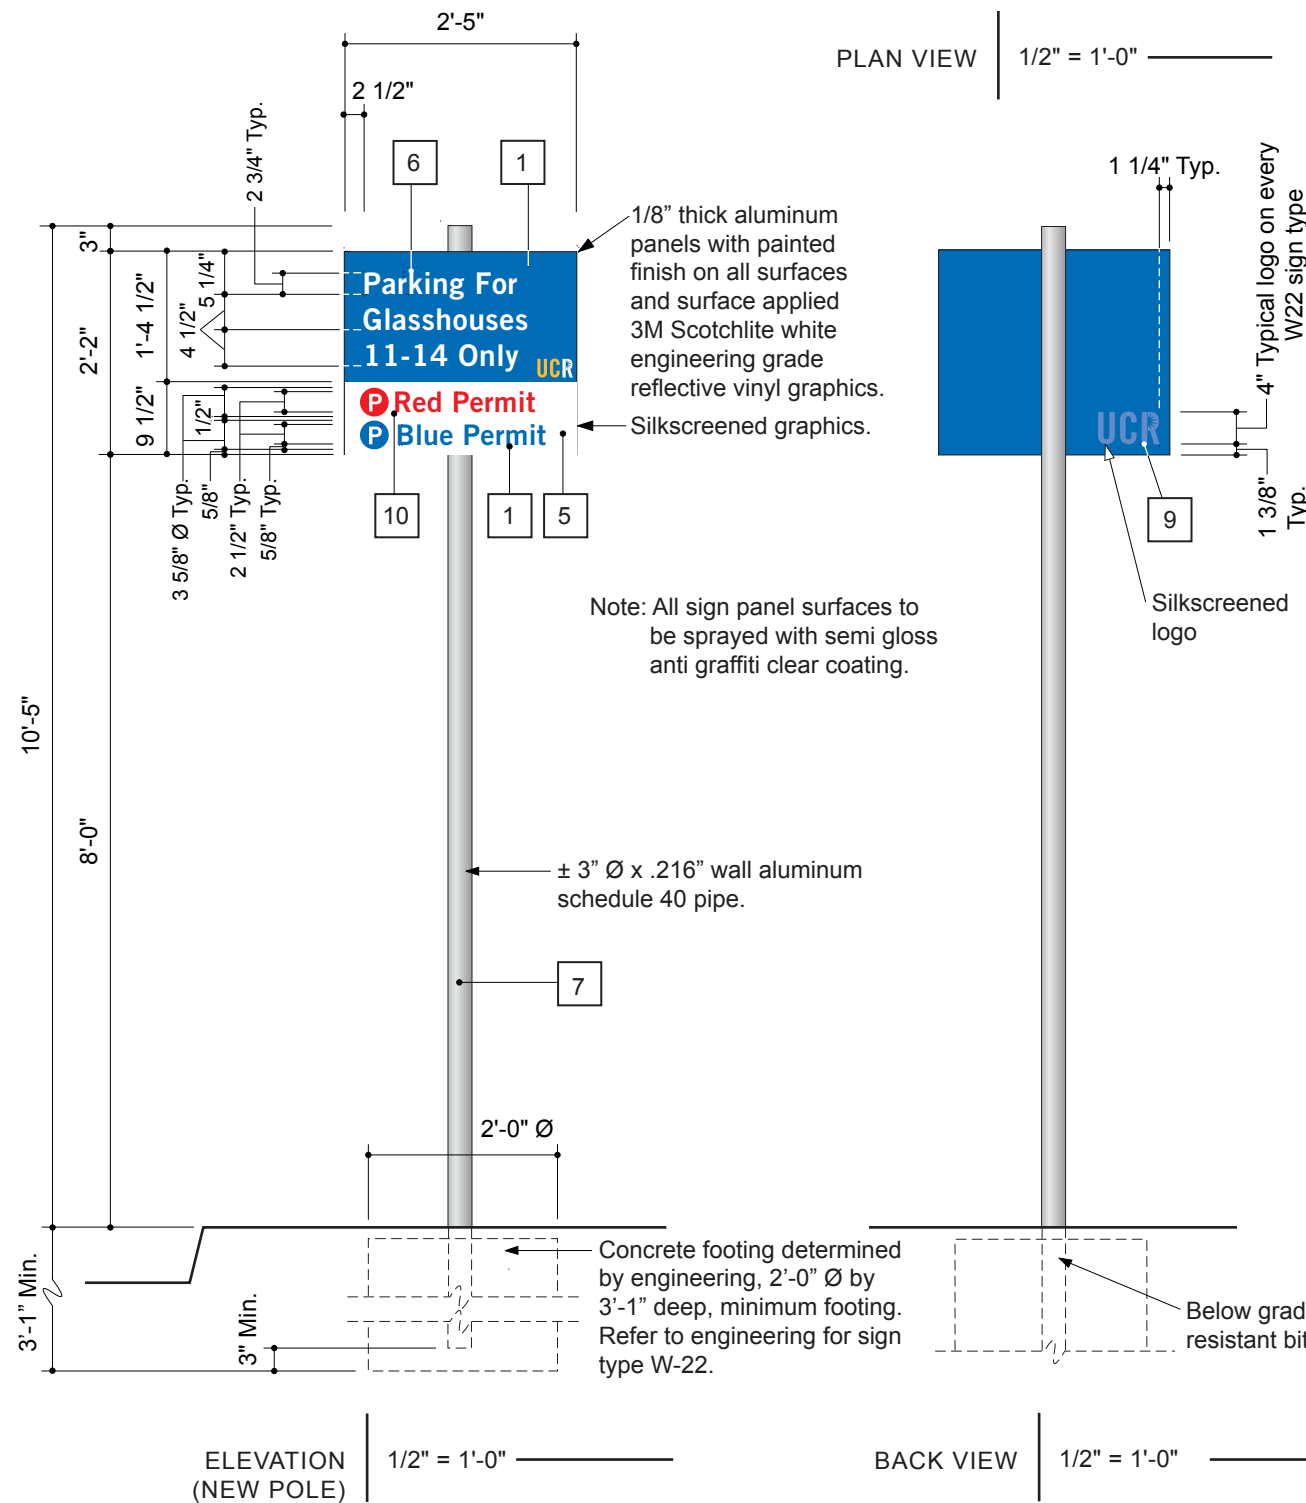 2'-5"
PLAN VIEW
1/2" = 1'-0"
2 1/2"
2 3/4" Typ.
6
1
1 1/4" Typ.
4" Typical logo on every
W22 sign type
3"
2'-2"
1'-4 1/2"
9 1/2"
5 1/4"
4 1/2"
1/2"
Parking For
Glasshouses
11-14 Only
UCR
P Red Permit
P Blue Permit
1/8” thick aluminum
panels with painted
finish on all surfaces
and surface applied
3M Scotchlite white
engineering grade
reflective vinyl graphics.
Silkscreened graphics.
UCR
3 5/8" Ø Typ.
5/8"
2 1/2" Typ.
5/8" Typ.
10
1
5
9
1 3/8"
Typ.
Silkscreened
logo
Note: All sign panel surfaces to
be sprayed with semi gloss
anti graffiti clear coating.
10'-5"
8'-0"
± 3” Ø x .216” wall aluminum
schedule 40 pipe.
7
2'-0" Ø
3’-1” Min.
3" Min.
Concrete footing determined
by engineering, 2’-0” Ø by
3’-1” deep, minimum footing.
Refer to engineering for sign
type W-22.
Below grad
resistant bit
ELEVATION
(NEW POLE)
1/2" = 1'-0"
BACK VIEW
1/2" = 1'-0"